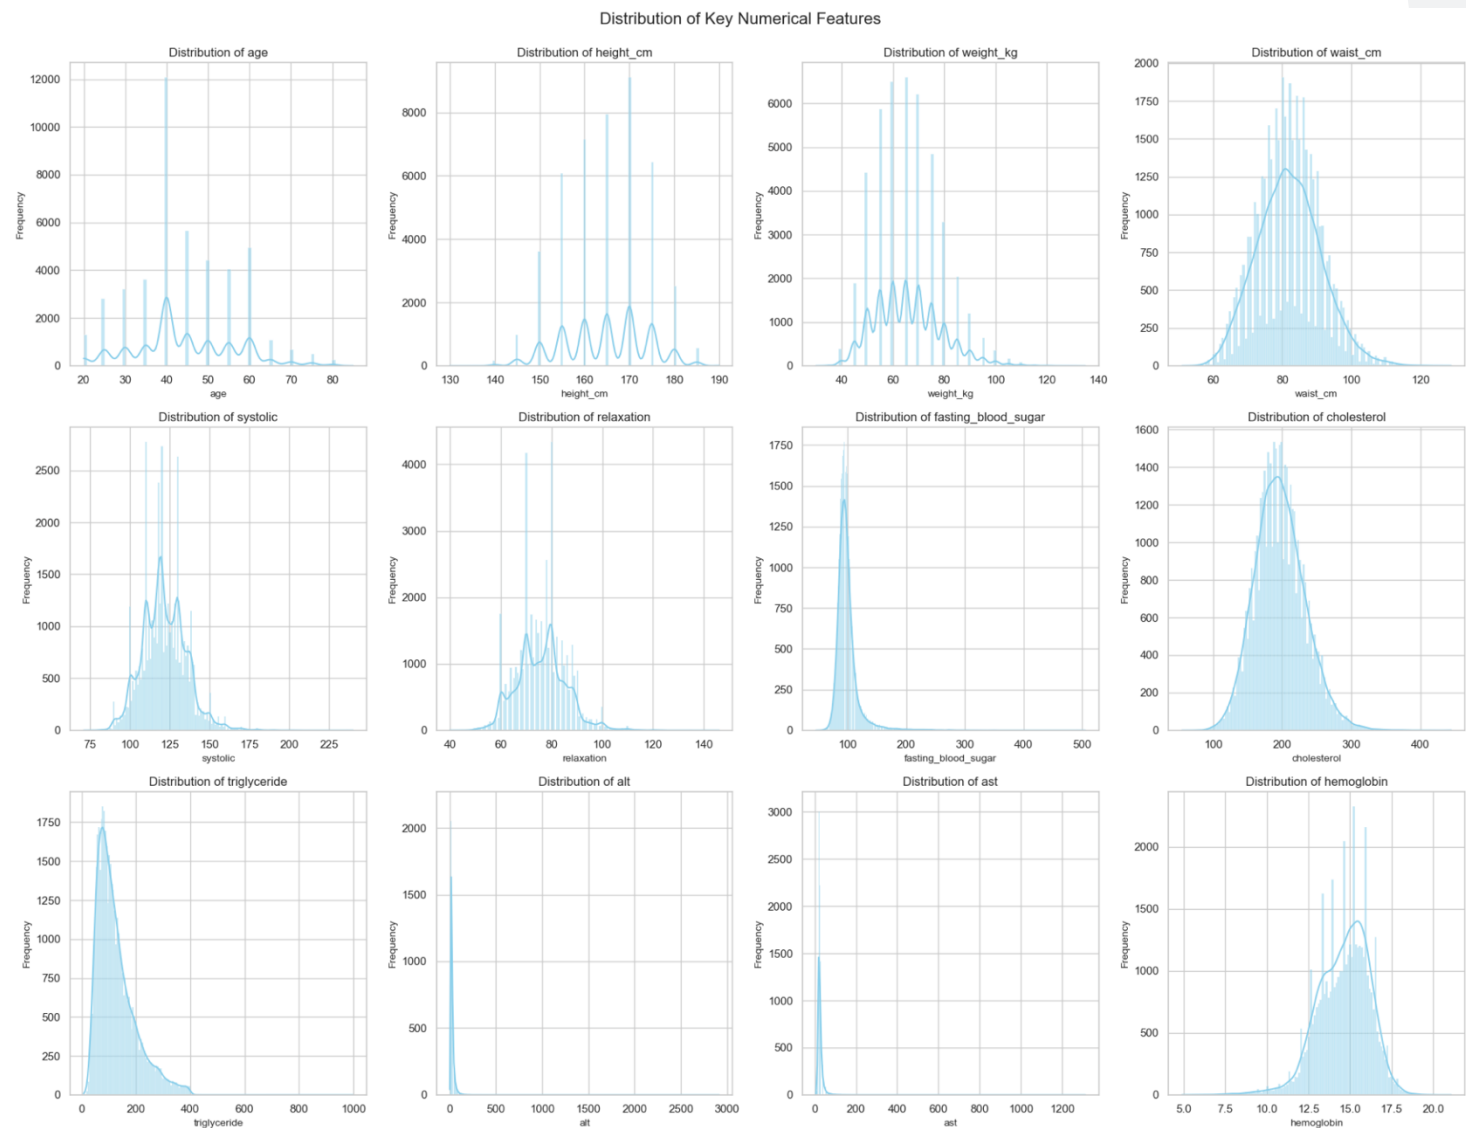 Distribution of Key Numerical Features
Distribution of age
12000
10000
8000
6000
4000
2000
0
Frequency
20 30 40 50 60 70 80
age
Distribution of height_cm
8000
6000
4000
2000
0
Frequency
130 140 150 160 170 180 190
height_cm
Distribution of weight_kg
6000
5000
4000
3000
2000
1000
0
Frequency
40 60 80 100 120 140
weight_kg
Distribution of waist_cm
2000
1750
1500
1250
1000
750
500
250
0
Frequency
60 80 100 120
waist_cm
Distribution of systolic
2500
2000
1500
1000
500
0
Frequency
75 100 125 150 175 200 225
systolic
Distribution of relaxation
4000
3000
2000
1000
0
Frequency
40 60 80 100 120 140
relaxation
Distribution of fasting_blood_sugar
1750
1500
1250
1000
750
500
250
0
Frequency
100 200 300 400 500
fasting_blood_sugar
Distribution of cholesterol
1600
1400
1200
1000
800
600
400
200
0
Frequency
100 200 300 400
cholesterol
Distribution of triglyceride
1750
1500
1250
1000
750
500
250
0
Frequency
0 200 400 600 800 1000
triglyceride
Distribution of alt
2000
1500
1000
500
0
Frequency
0 500 1000 1500 2000 2500 3000
alt
Distribution of ast
3000
2500
2000
1500
1000
500
0
Frequency
0 200 400 600 800 1000 1200
ast
Distribution of hemoglobin
2000
1500
1000
500
0
Frequency
5.0 7.5 10.0 12.5 15.0 17.5 20.0
hemoglobin